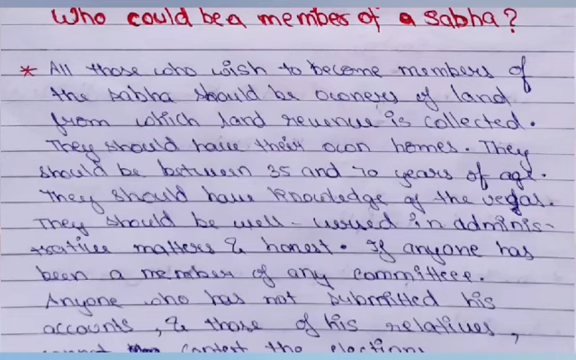 Who could be a member of a sabha?
* All those who wish to become members of
the sabha should be owners of land
from which land revenue is collected.
They should have their own homes. They
should be between 35 and 70 years of age.
They should have knowledge of the vedas.
They should be well-versed in adminis-
trative matters & honest. If anyone has
been a member of any committeee.
Anyone who has not submitted his
accounts, & those of his relatives,
contest the elections